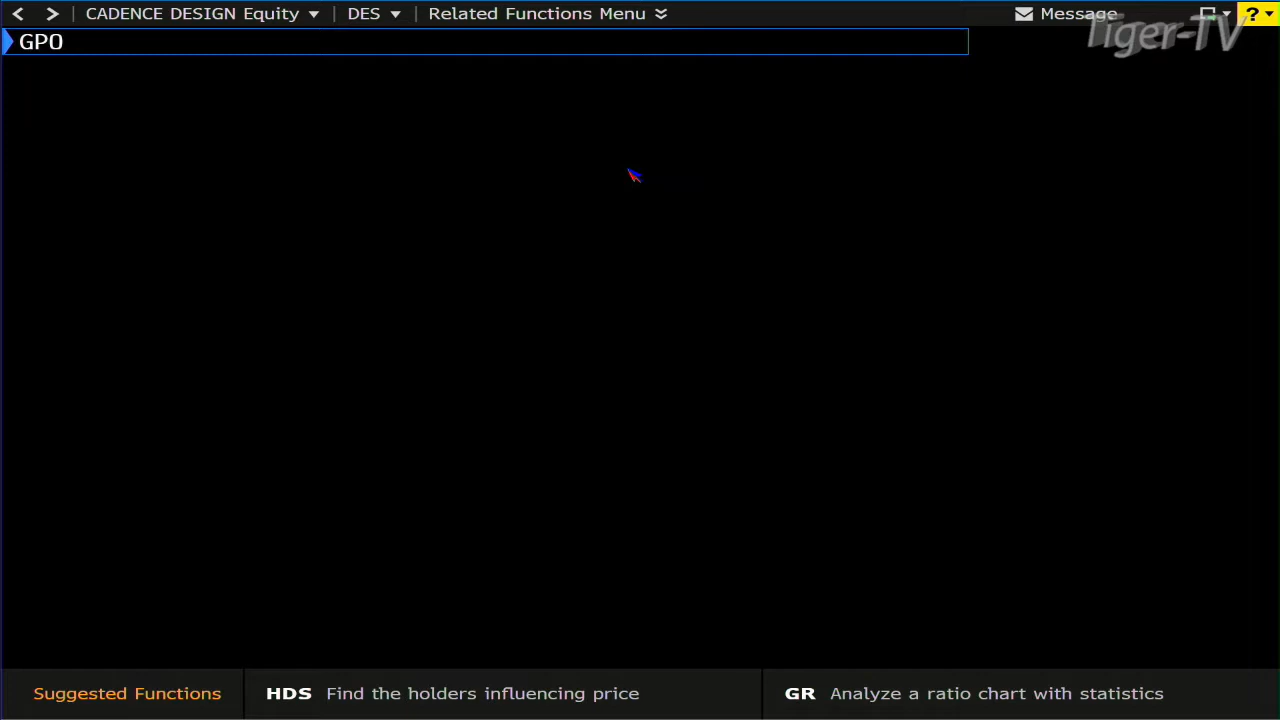 CADENCE DESIGN Equity DES Related Functions Menu Message ?
Tiger-TV
GPO
Suggested Functions HDS Find the holders influencing price GR Analyze a ratio chart with statistics